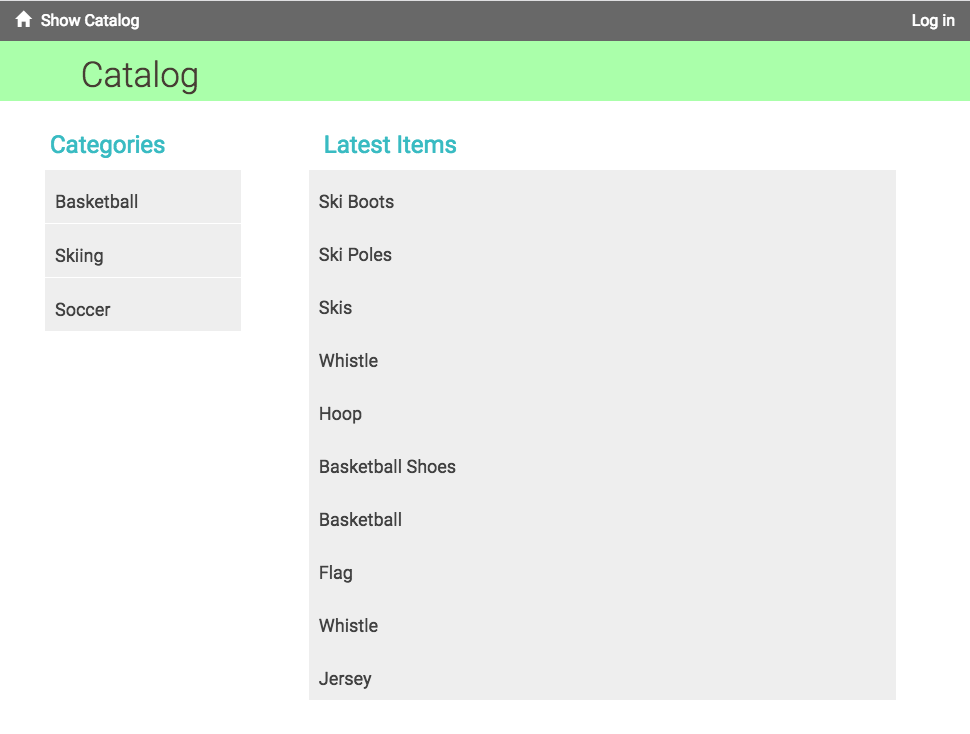 Show Catalog
Log in
Catalog
Categories
Basketball
Skiing
Soccer
Latest Items
Ski Boots
Ski Poles
Skis
Whistle
Hoop
Basketball Shoes
Basketball
Flag
Whistle
Jersey